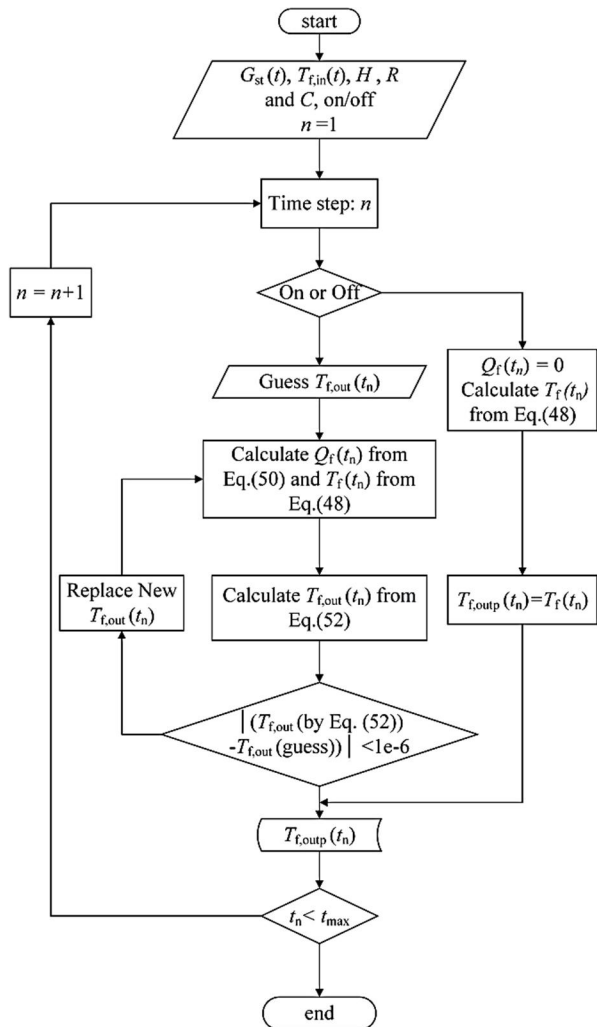 start
G_st(t), T_f,in(t), H , R
and C, on/off
n =1
Time step: n
n = n+1
On or Off
Guess T_f,out(t_n)
Q_f(t_n) = 0
Calculate T_f(t_n)
from Eq.(48)
Calculate Q_f(t_n) from
Eq.(50) and T_f(t_n) from
Eq.(48)
Replace New
T_f,out(t_n)
Calculate T_f,out(t_n) from
Eq.(52)
T_f,outp(t_n)=T_f(t_n)
|(T_f,out(by Eq. (52))
-T_f,out(guess))| <1e-6
T_f,outp(t_n)
t_n< t_max
end